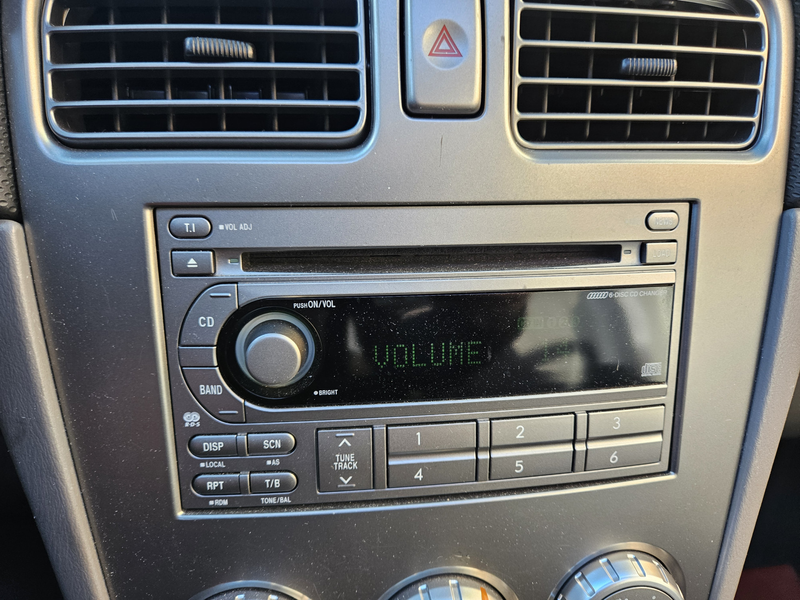 T.I
VOL ADJ
6-DISC CD CHANGER
PUSH ON/VOL
CD
VOLUME
BRIGHT
BAND
R·D·S
DISP
SCN
LOCAL
AS
RPT
T/B
RDM
TONE/BAL
TUNE
TRACK
1
2
3
4
5
6